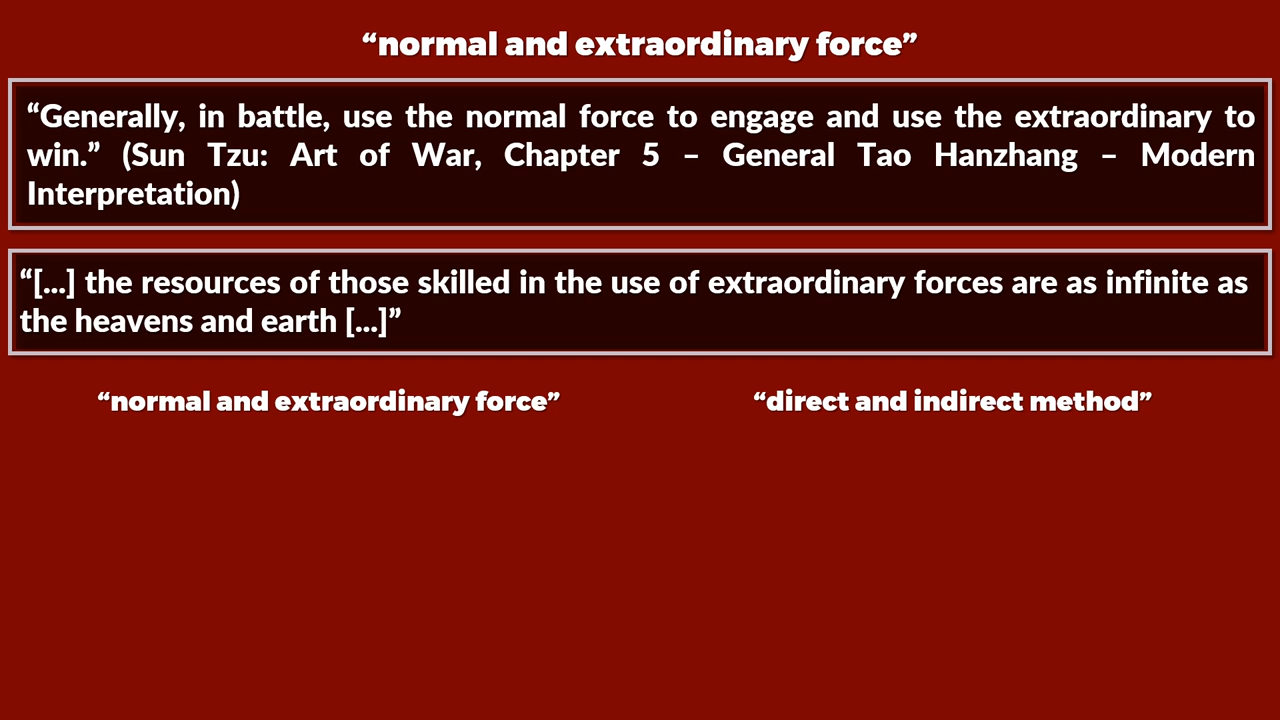 “normal and extraordinary force”
“Generally, in battle, use the normal force to engage and use the extraordinary to
win.” (Sun Tzu: Art of War, Chapter 5 – General Tao Hanzhang – Modern
Interpretation)
“[...] the resources of those skilled in the use of extraordinary forces are as infinite as
the heavens and earth [...]”
“normal and extraordinary force” “direct and indirect method”